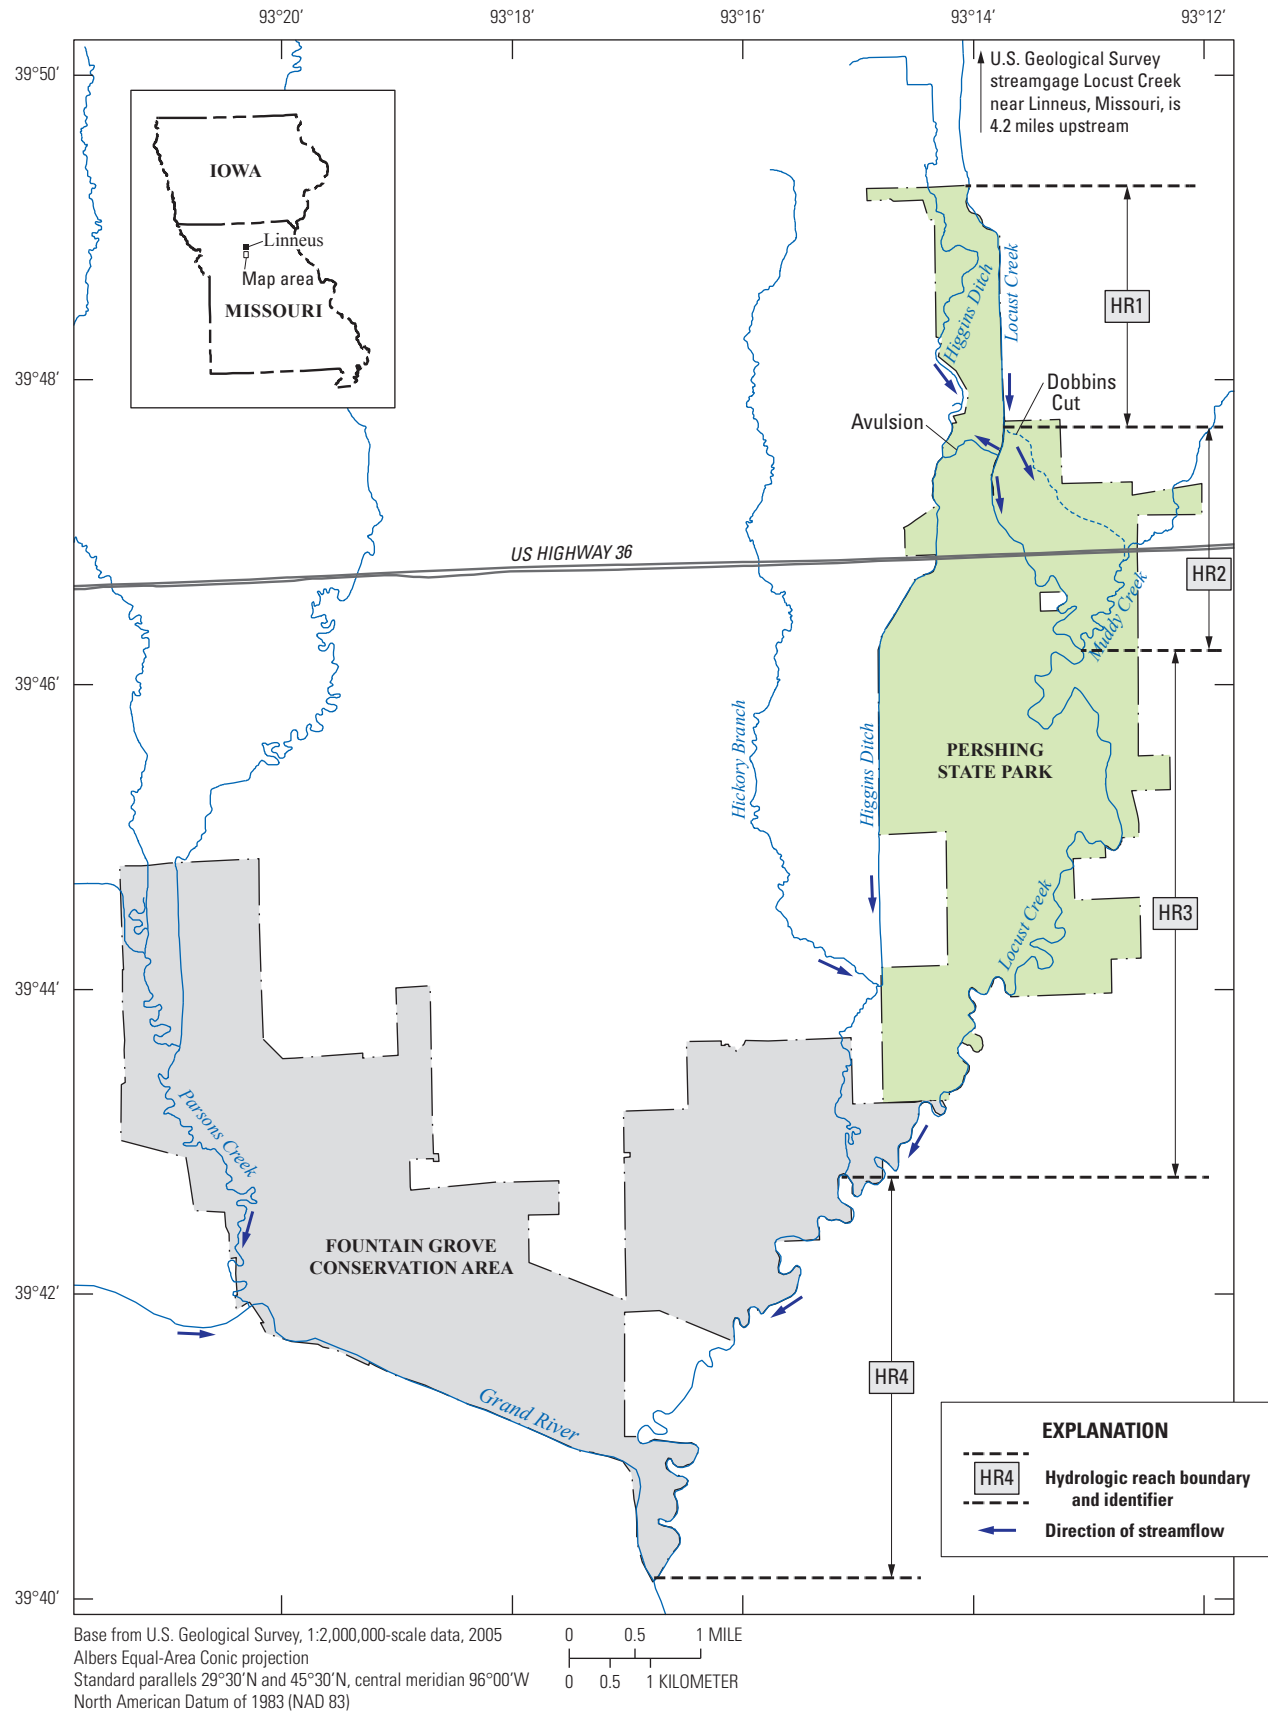 93°20′
93°18′
93°16′
93°14′
93°12′
39°50′
39°48′
39°46′
39°44′
39°42′
39°40′
U.S. Geological Survey
streamgage Locust Creek
near Linneus, Missouri, is
4.2 miles upstream
IOWA
Linneus
Map area
MISSOURI
Higgins Ditch
Locust Creek
HR1
Dobbins
Cut
Avulsion
US HIGHWAY 36
HR2
Muddy Creek
Hickory Branch
Higgins Ditch
PERSHING
STATE PARK
HR3
Locust Creek
Parsons Creek
FOUNTAIN GROVE
CONSERVATION AREA
HR4
Grand River
EXPLANATION
HR4
Hydrologic reach boundary
and identifier
Direction of streamflow
Base from U.S. Geological Survey, 1:2,000,000-scale data, 2005
Albers Equal-Area Conic projection
Standard parallels 29°30′N and 45°30′N, central meridian 96°00′W
North American Datum of 1983 (NAD 83)
0 0.5 1 MILE
0 0.5 1 KILOMETER